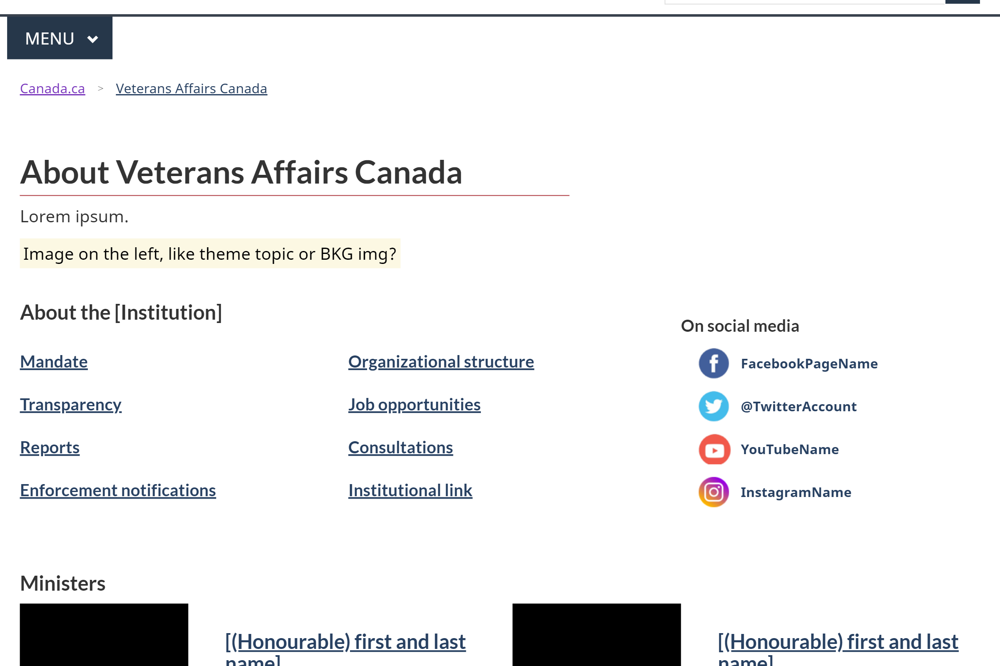 MENU
Canada.ca > Veterans Affairs Canada
About Veterans Affairs Canada
Lorem ipsum.
Image on the left, like theme topic or BKG img?
About the [Institution]
Mandate
Organizational structure
Transparency
Job opportunities
Reports
Consultations
Enforcement notifications
Institutional link
On social media
FacebookPageName
@TwitterAccount
YouTubeName
InstagramName
Ministers
[(Honourable) first and last
name]
[(Honourable) first and last
name]